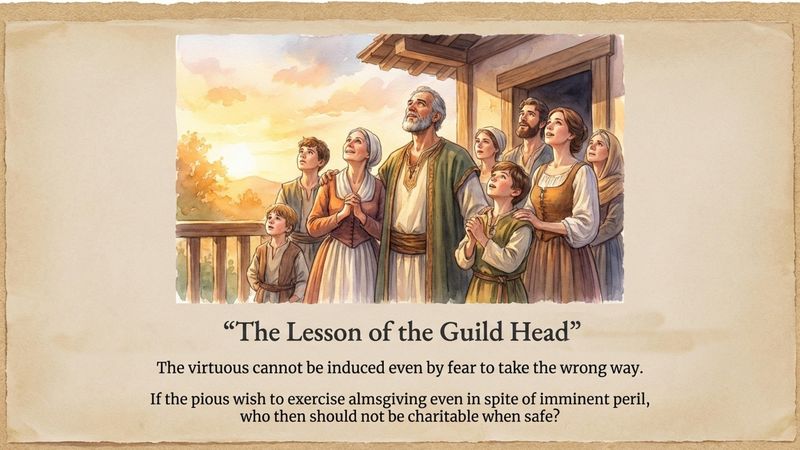 “The Lesson of the Guild Head”
The virtuous cannot be induced even by fear to take the wrong way.
If the pious wish to exercise almsgiving even in spite of imminent peril,
who then should not be charitable when safe?